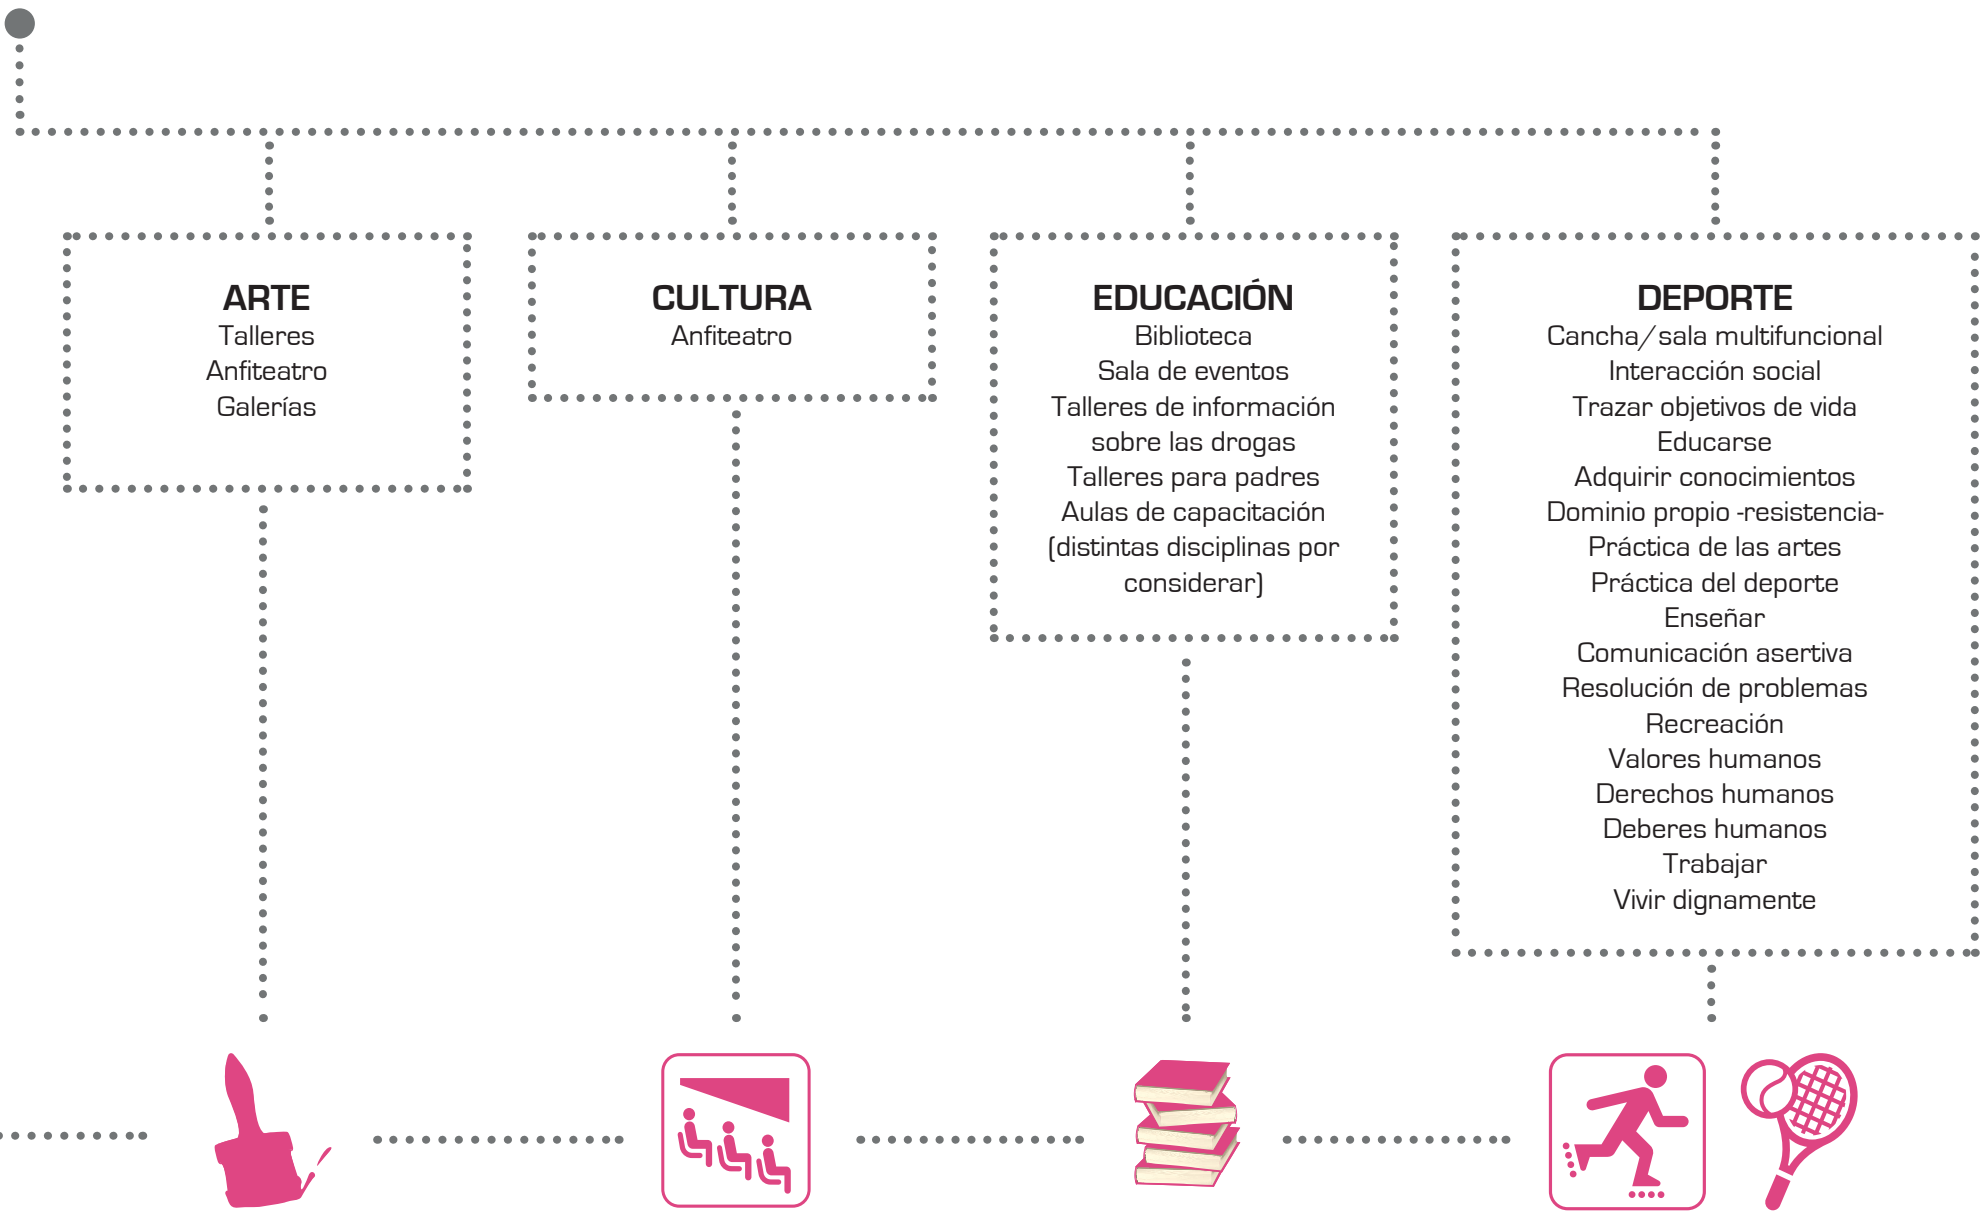 ARTE
Talleres
Anfiteatro
Galerías
CULTURA
Anfiteatro
EDUCACIÓN
Biblioteca
Sala de eventos
Talleres de información
sobre las drogas
Talleres para padres
Aulas de capacitación
(distintas disciplinas por
considerar)
DEPORTE
Cancha/sala multifuncional
Interacción social
Trazar objetivos de vida
Educarse
Adquirir conocimientos
Dominio propio -resistencia-
Práctica de las artes
Práctica del deporte
Enseñar
Comunicación asertiva
Resolución de problemas
Recreación
Valores humanos
Derechos humanos
Deberes humanos
Trabajar
Vivir dignamente